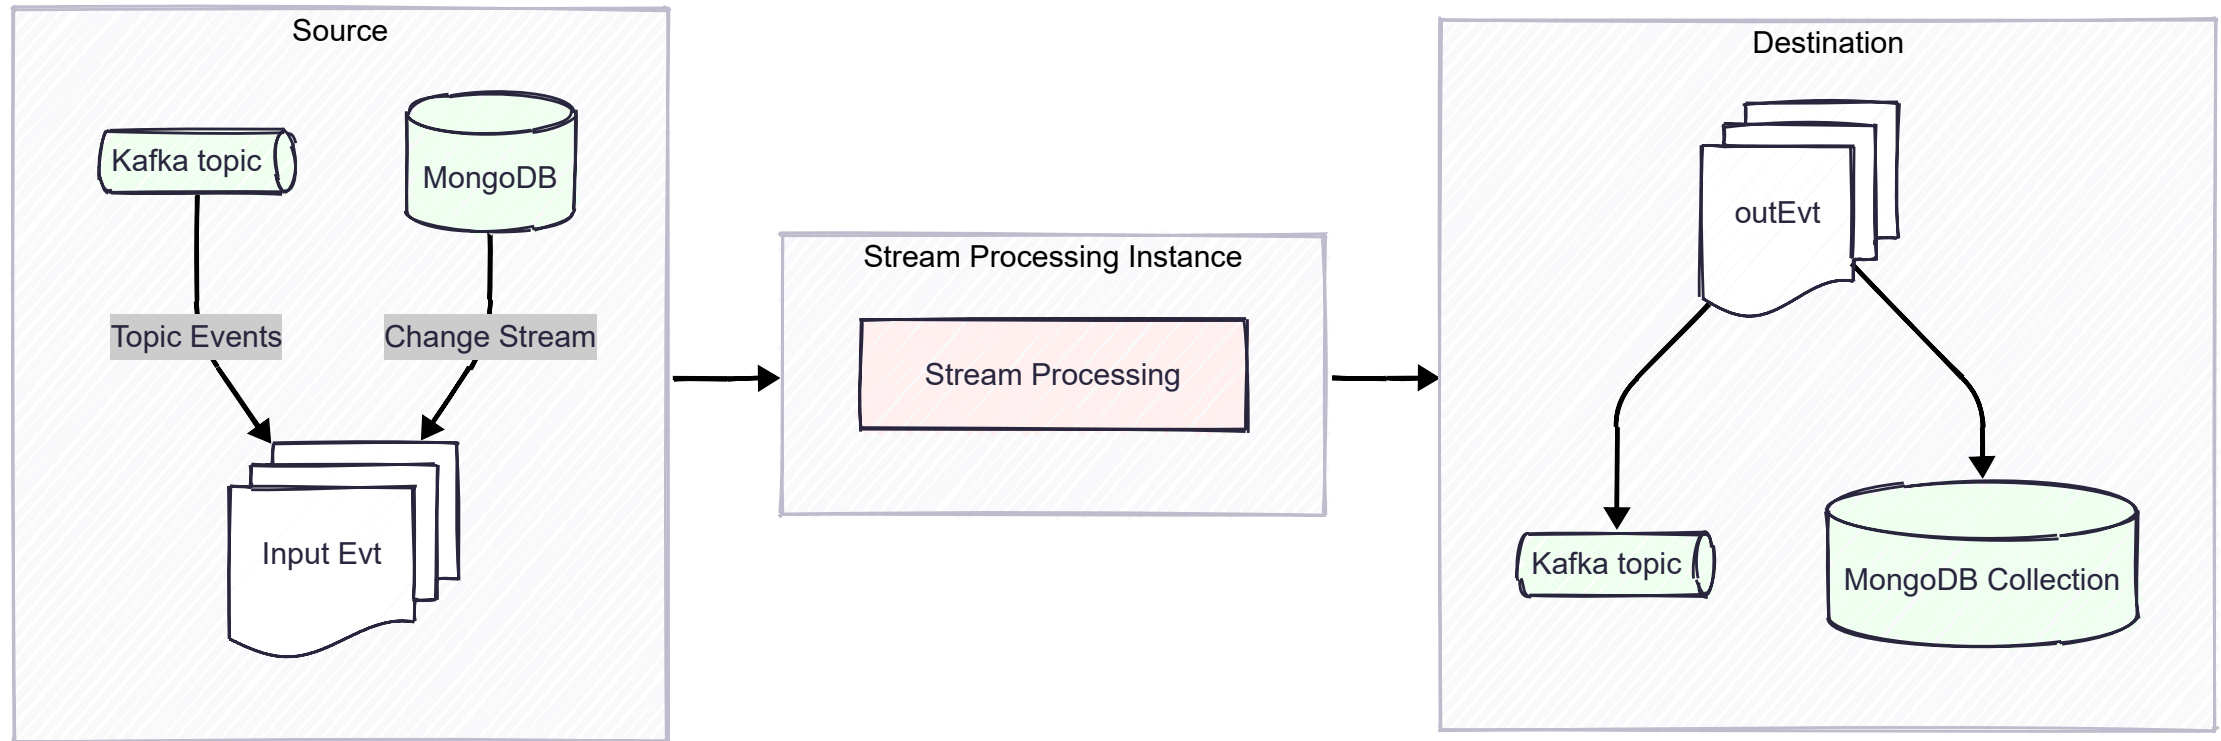 Source
Kafka topic
MongoDB
Topic Events
Change Stream
Input Evt
Stream Processing Instance
Stream Processing
Destination
outEvt
Kafka topic
MongoDB Collection